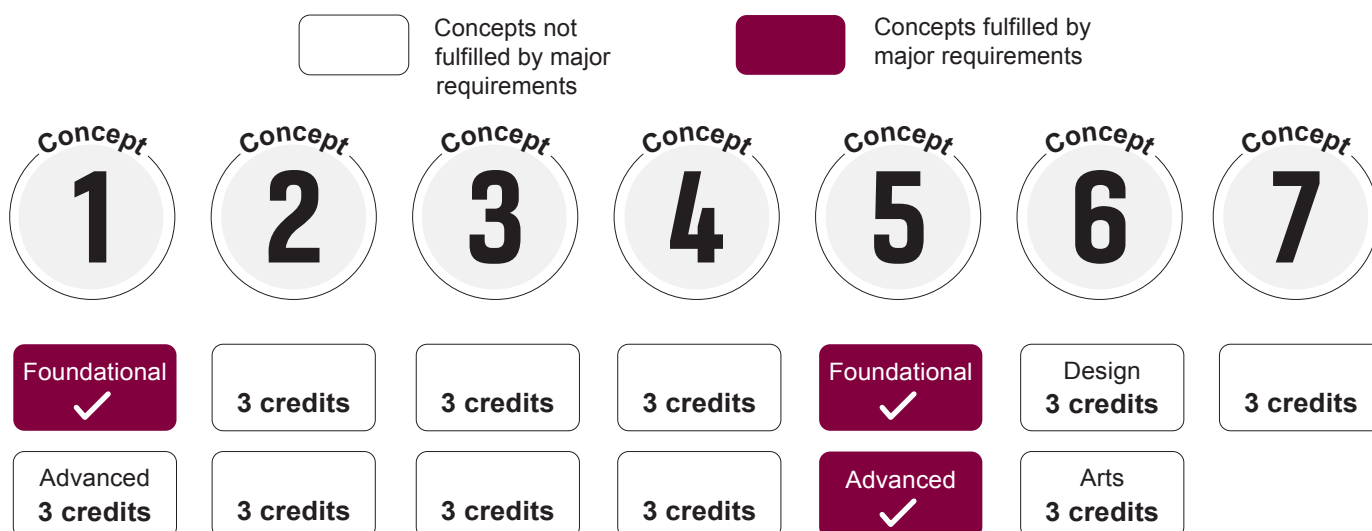 Concepts not
fulfilled by major
requirements
Concepts fulfilled by
major requirements
Concept
1
Concept
2
Concept
3
Concept
4
Concept
5
Concept
6
Concept
7
Foundational
3 credits
3 credits
3 credits
Foundational
Design
3 credits
3 credits
Advanced
3 credits
3 credits
3 credits
3 credits
Advanced
Arts
3 credits